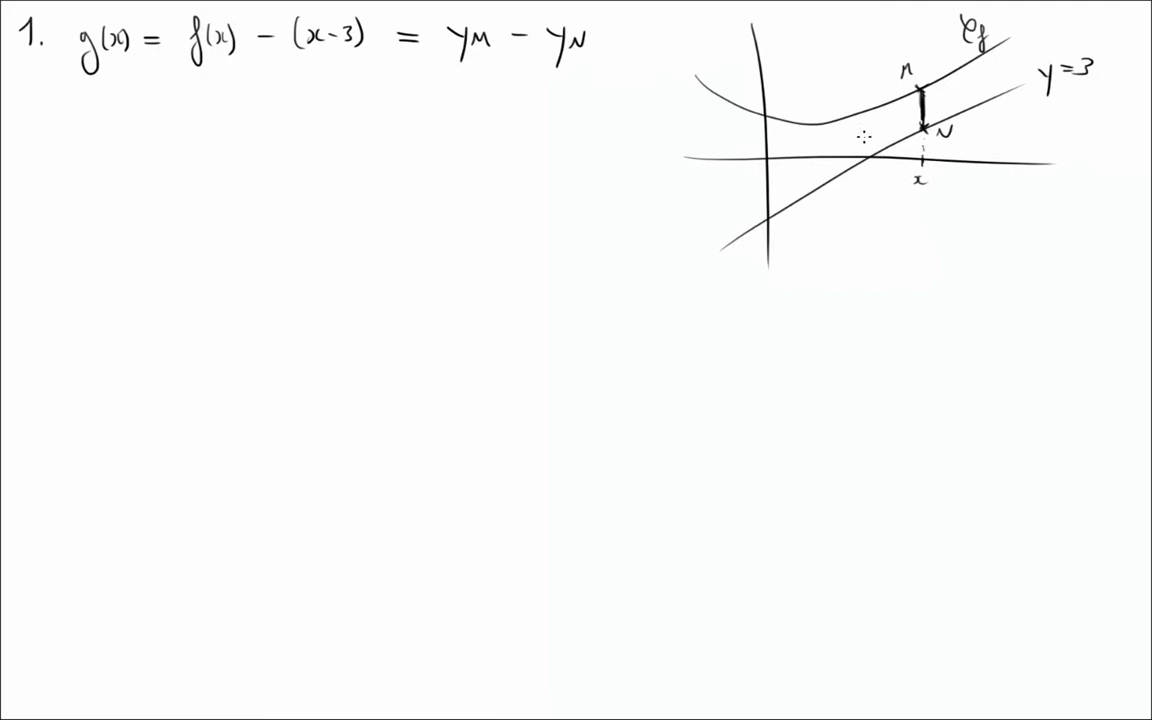 1. g(x) = f(x) - (x-3) = yM - yN
𝒞f
M
y=3
N
x